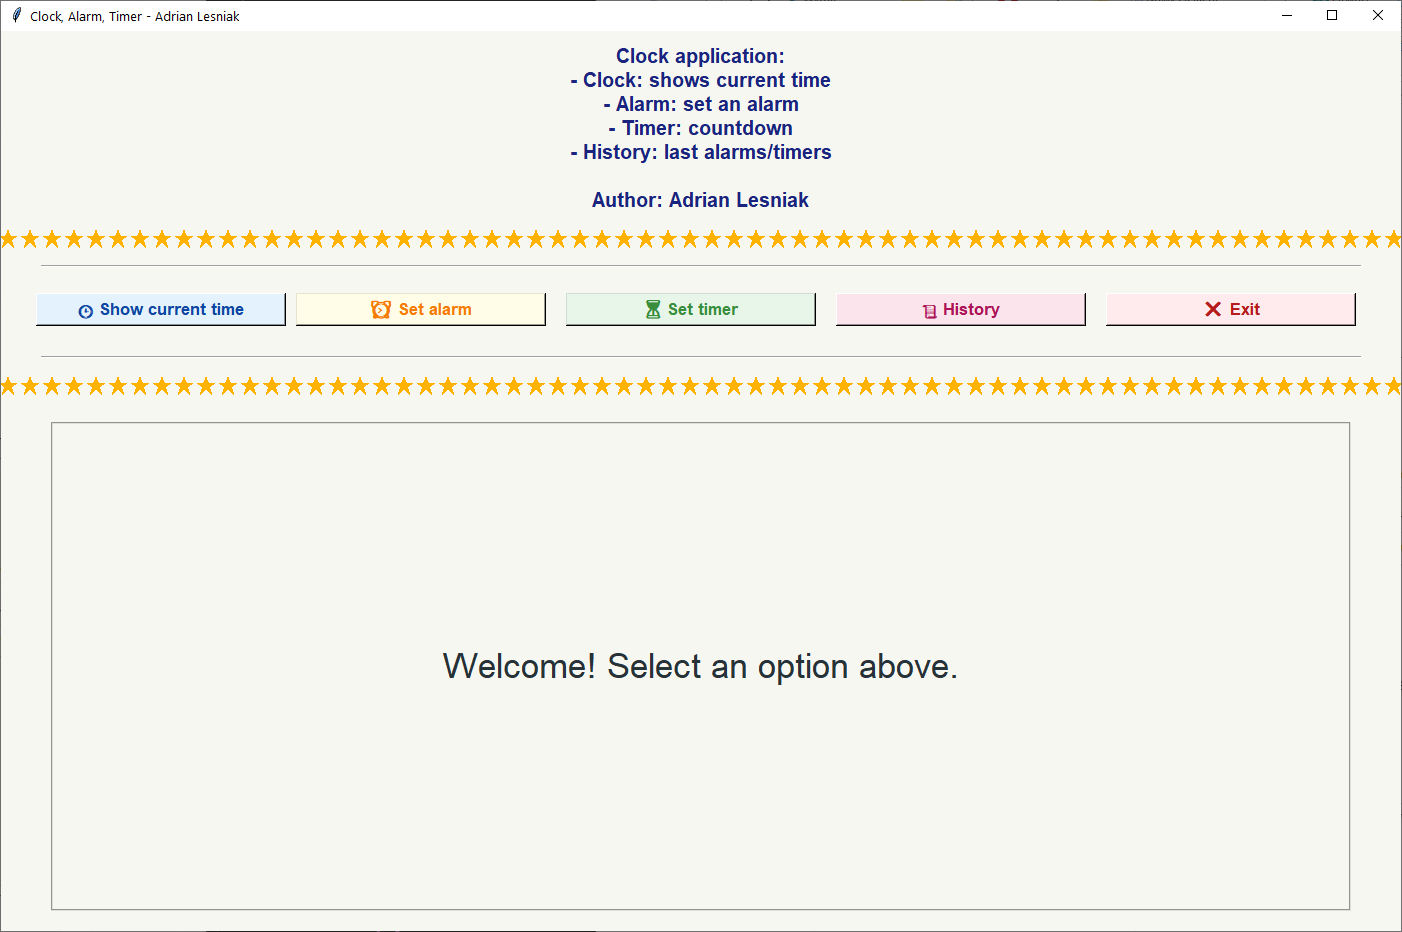 Clock, Alarm, Timer - Adrian Lesniak
Clock application:
- Clock: shows current time
- Alarm: set an alarm
- Timer: countdown
- History: last alarms/timers
Author: Adrian Lesniak
Show current time
Set alarm
Set timer
History
Exit
Welcome! Select an option above.